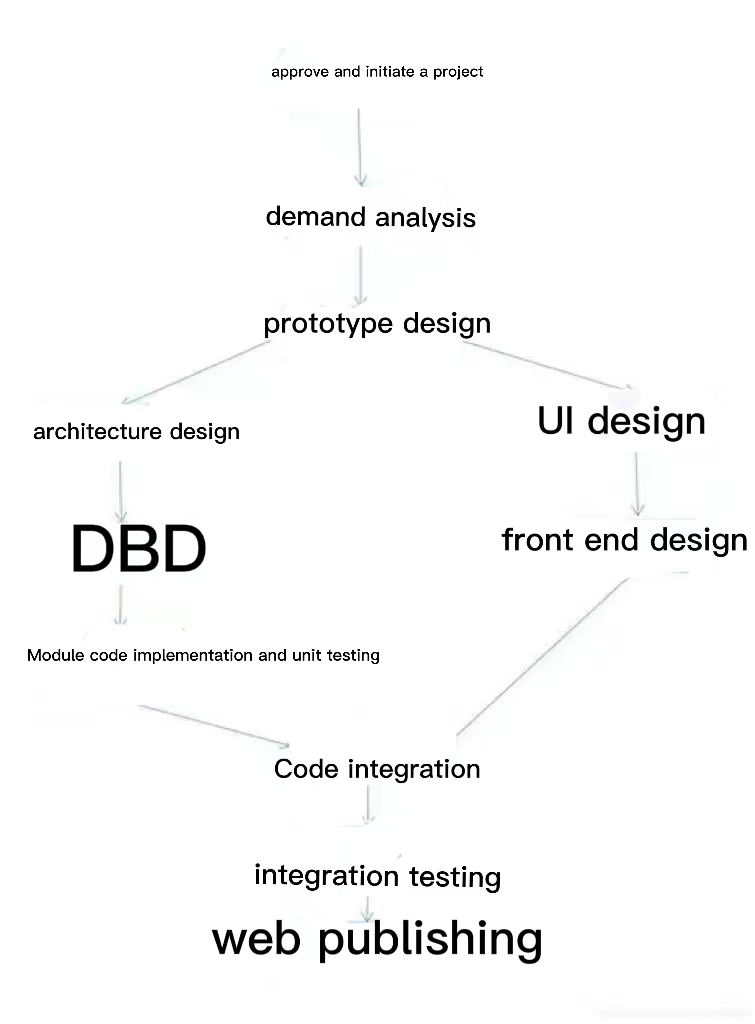 approve and initiate a project
demand analysis
prototype design
architecture design
UI design
DBD
front end design
Module code implementation and unit testing
Code integration
integration testing
web publishing